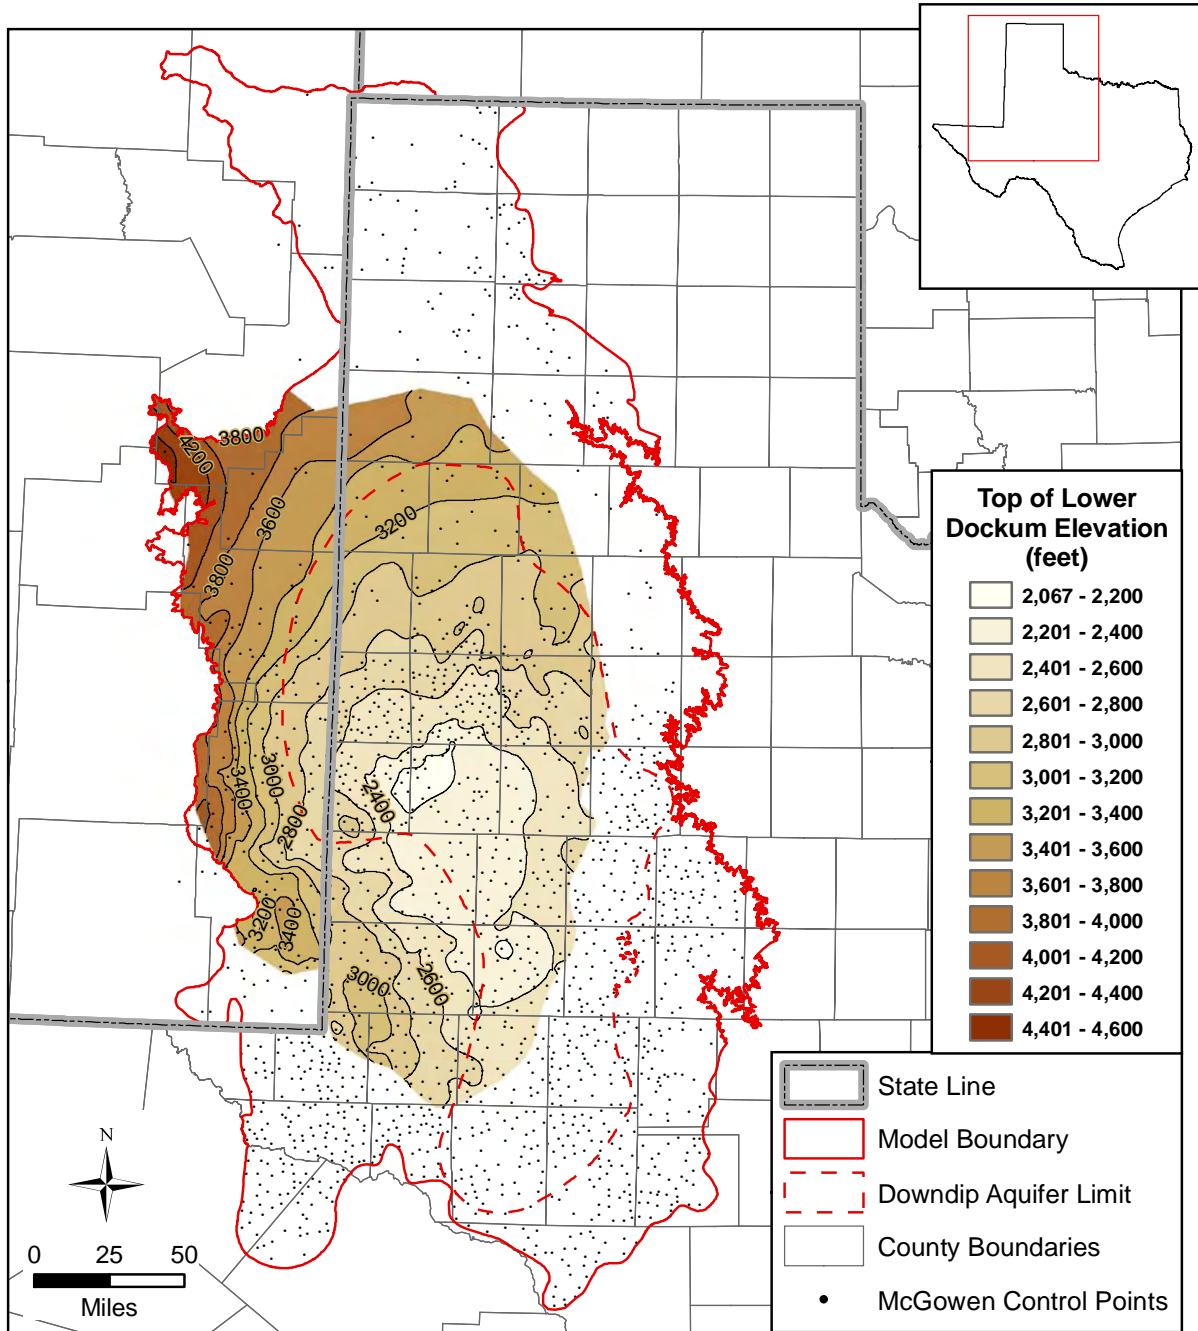 3800
4200
3600
3200
3800
3400
3000
2400
2800
3200
3400
3000
2600
Top of Lower
Dockum Elevation
(feet)
2,067 - 2,200
2,201 - 2,400
2,401 - 2,600
2,601 - 2,800
2,801 - 3,000
3,001 - 3,200
3,201 - 3,400
3,401 - 3,600
3,601 - 3,800
3,801 - 4,000
4,001 - 4,200
4,201 - 4,400
4,401 - 4,600
State Line
Model Boundary
Downdip Aquifer Limit
County Boundaries
McGowen Control Points
N
0 25 50
Miles